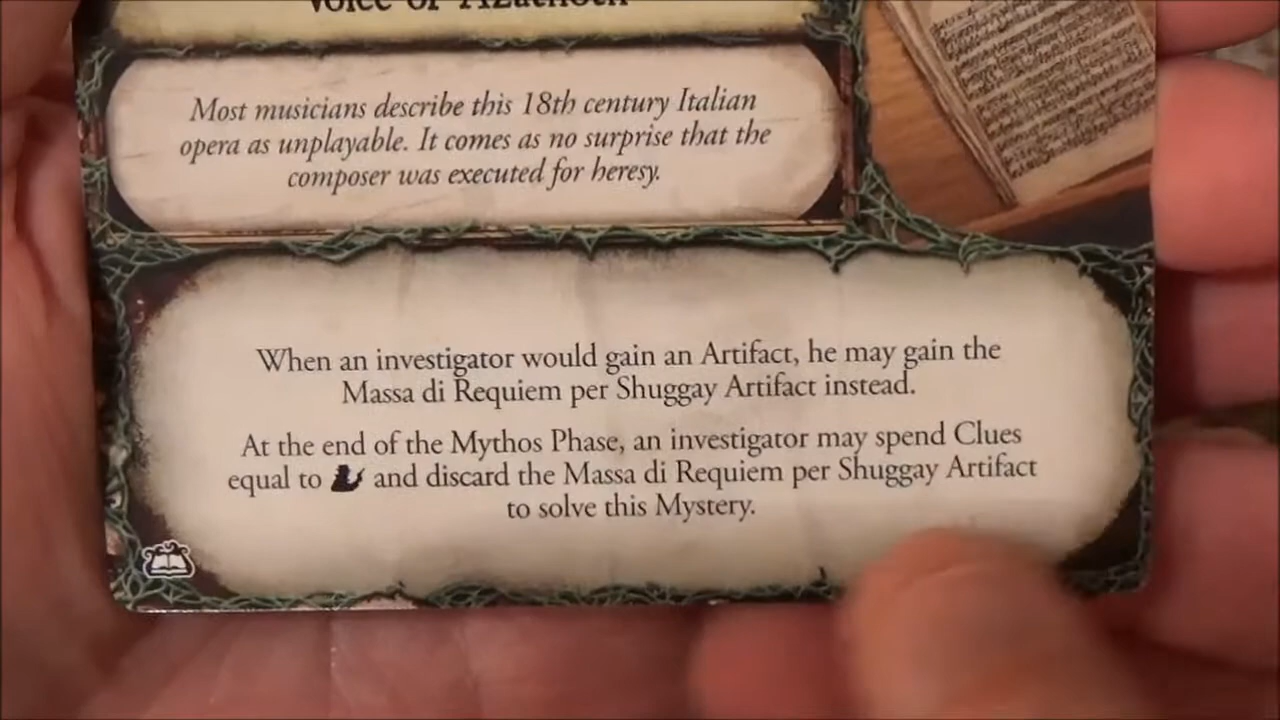 Voice of Azathoth
Most musicians describe this 18th century Italian
opera as unplayable. It comes as no surprise that the
composer was executed for heresy.
When an investigator would gain an Artifact, he may gain the
Massa di Requiem per Shuggay Artifact instead.
At the end of the Mythos Phase, an investigator may spend Clues
equal to and discard the Massa di Requiem per Shuggay Artifact
to solve this Mystery.